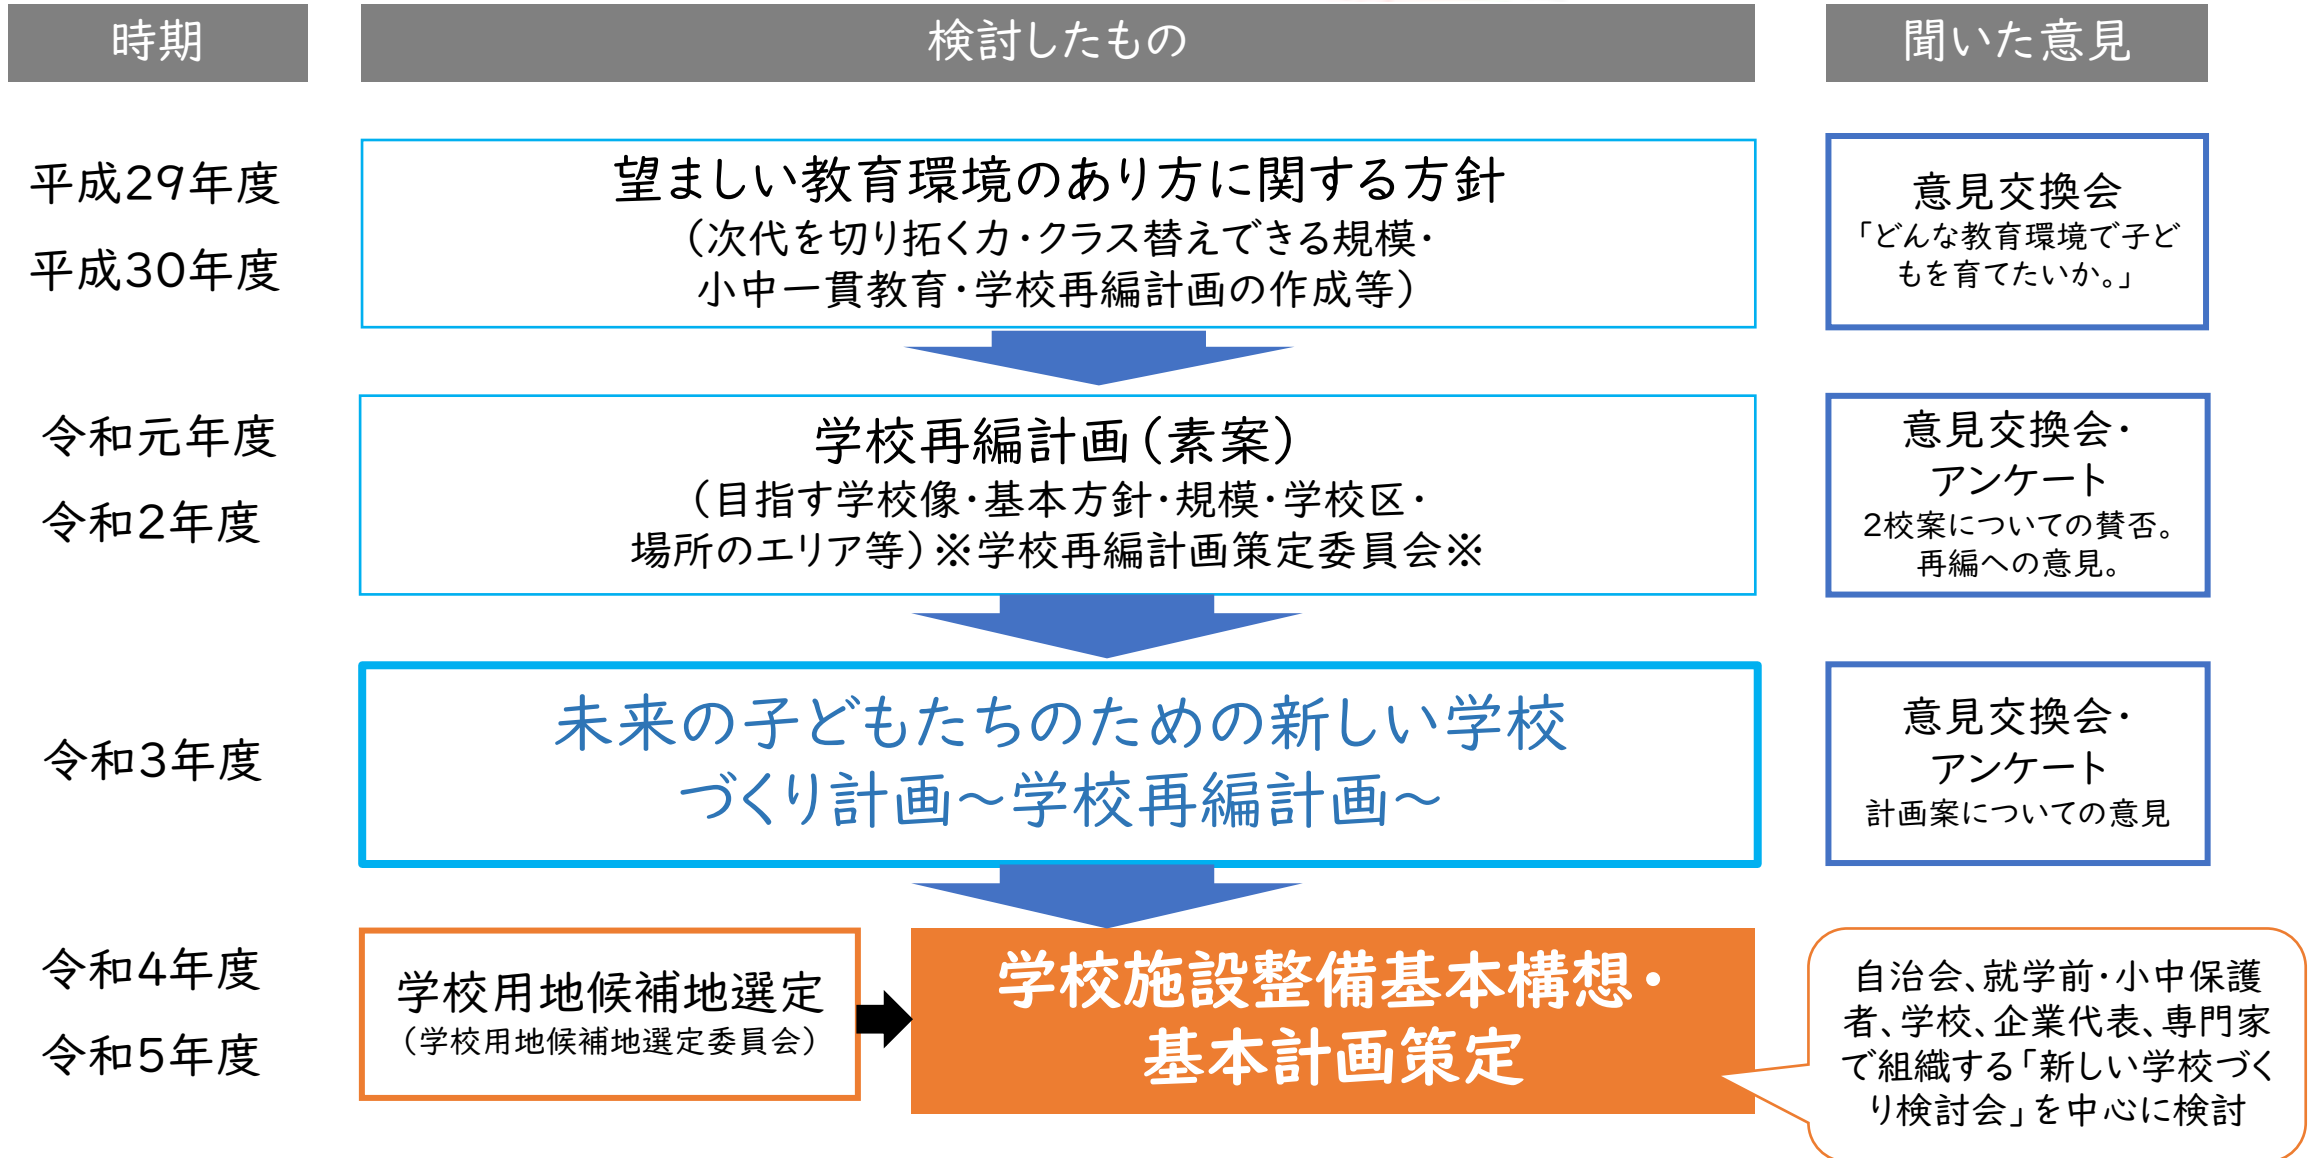 時期
検討したもの
聞いた意見
平成29年度
平成30年度
望ましい教育環境のあり方に関する方針
（次代を切り拓く力・クラス替えできる規模・
小中一貫教育・学校再編計画の作成等）
意見交換会
「どんな教育環境で子ど
もを育てたいか。」
令和元年度
令和2年度
学校再編計画（素案）
（目指す学校像・基本方針・規模・学校区・
場所のエリア等）※学校再編計画策定委員会※
意見交換会・
アンケート
2校案についての賛否。
再編への意見。
令和3年度
未来の子どもたちのための新しい学校
づくり計画～学校再編計画～
意見交換会・
アンケート
計画案についての意見
令和4年度
令和5年度
学校用地候補地選定
（学校用地候補地選定委員会）
学校施設整備基本構想・
基本計画策定
自治会、就学前・小中保護
者、学校、企業代表、専門家
で組織する「新しい学校づく
り検討会」を中心に検討